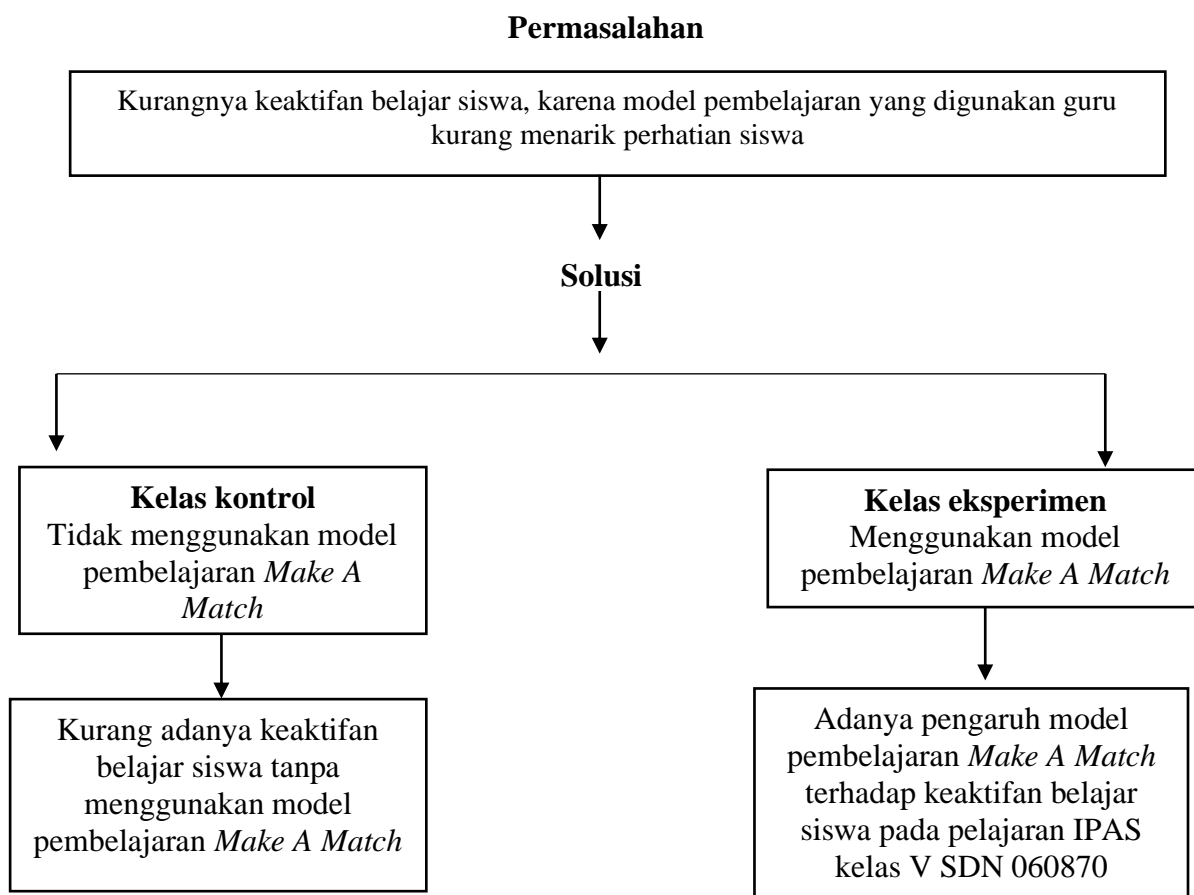 Permasalahan
Kurangnya keaktifan belajar siswa, karena model pembelajaran yang digunakan guru
kurang menarik perhatian siswa
Solusi
Kelas kontrol
Tidak menggunakan model
pembelajaran Make A
Match
Kelas eksperimen
Menggunakan model
pembelajaran Make A Match
Kurang adanya keaktifan
belajar siswa tanpa
menggunakan model
pembelajaran Make A Match
Adanya pengaruh model
pembelajaran Make A Match
terhadap keaktifan belajar
siswa pada pelajaran IPAS
kelas V SDN 060870